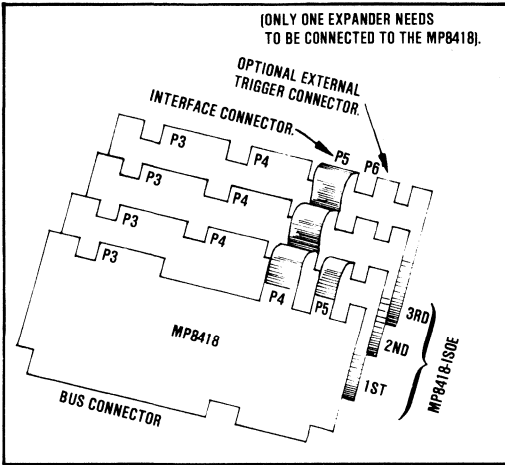 (ONLY ONE EXPANDER NEEDS
TO BE CONNECTED TO THE MP8418).
OPTIONAL EXTERNAL
TRIGGER CONNECTOR.
INTERFACE CONNECTOR.
P5 P6
P3 P4
P3 P4
P3 P4
P4 P5
MP8418
BUS CONNECTOR
3RD
2ND
1ST
MP8418-ISOE